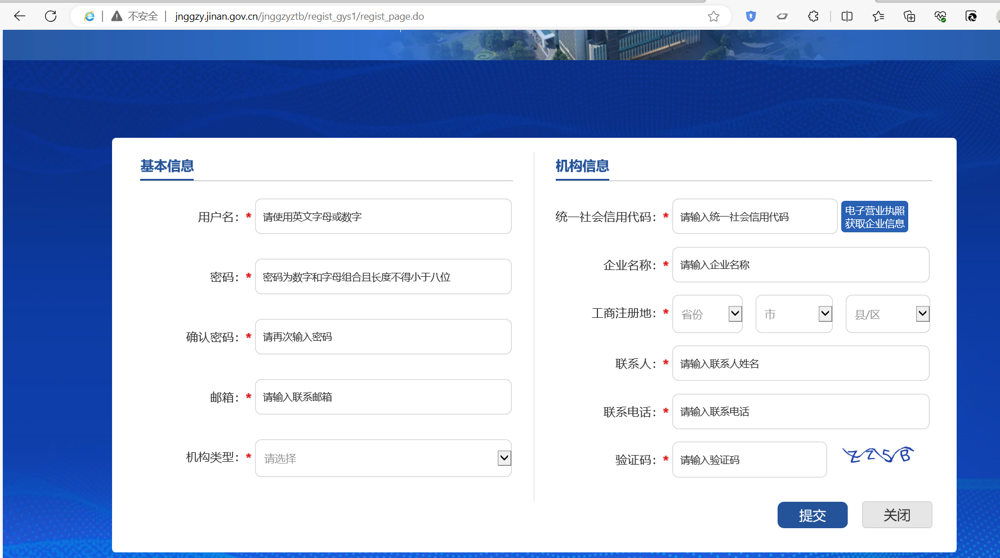 不安全
jnggzy.jinan.gov.cn/jnggzyztb/regist_gys1/regist_page.do
基本信息
用户名：* 请使用英文字母或数字
密码：* 密码为数字和字母组合且长度不得小于八位
确认密码：* 请再次输入密码
邮箱：* 请输入联系邮箱
机构类型：* 请选择
机构信息
统一社会信用代码：* 请输入统一社会信用代码
电子营业执照
获取企业信息
企业名称：* 请输入企业名称
工商注册地：* 省份 市 县/区
联系人：* 请输入联系人姓名
联系电话：* 请输入联系电话
验证码：* 请输入验证码 ZZ5B
提交 关闭